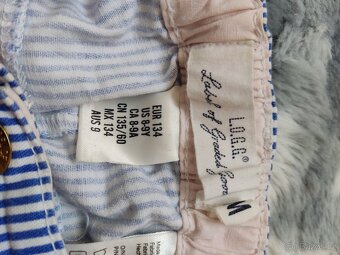 EUR 134
US 8-9Y
CA 8-9A
CN 135/60
MX 134
AUS 9
L.O.G.G.
Label of Graded Goods
M